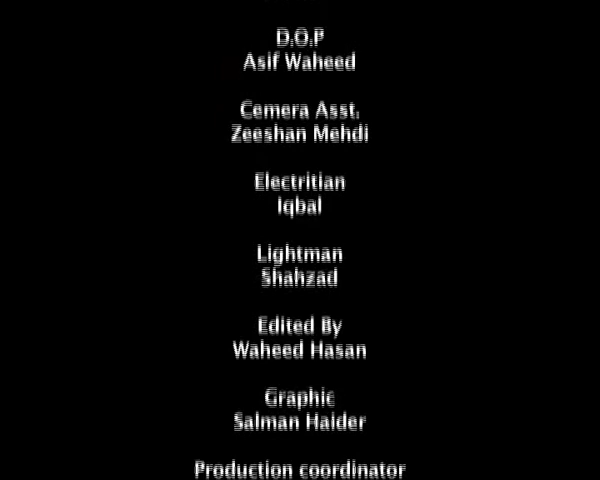 D.O.P
Asif Waheed
Cemera Asst.
Zeeshan Mehdi
Electritian
Iqbal
Lightman
Shahzad
Edited By
Waheed Hasan
Graphic
Salman Haider
Production coordinator